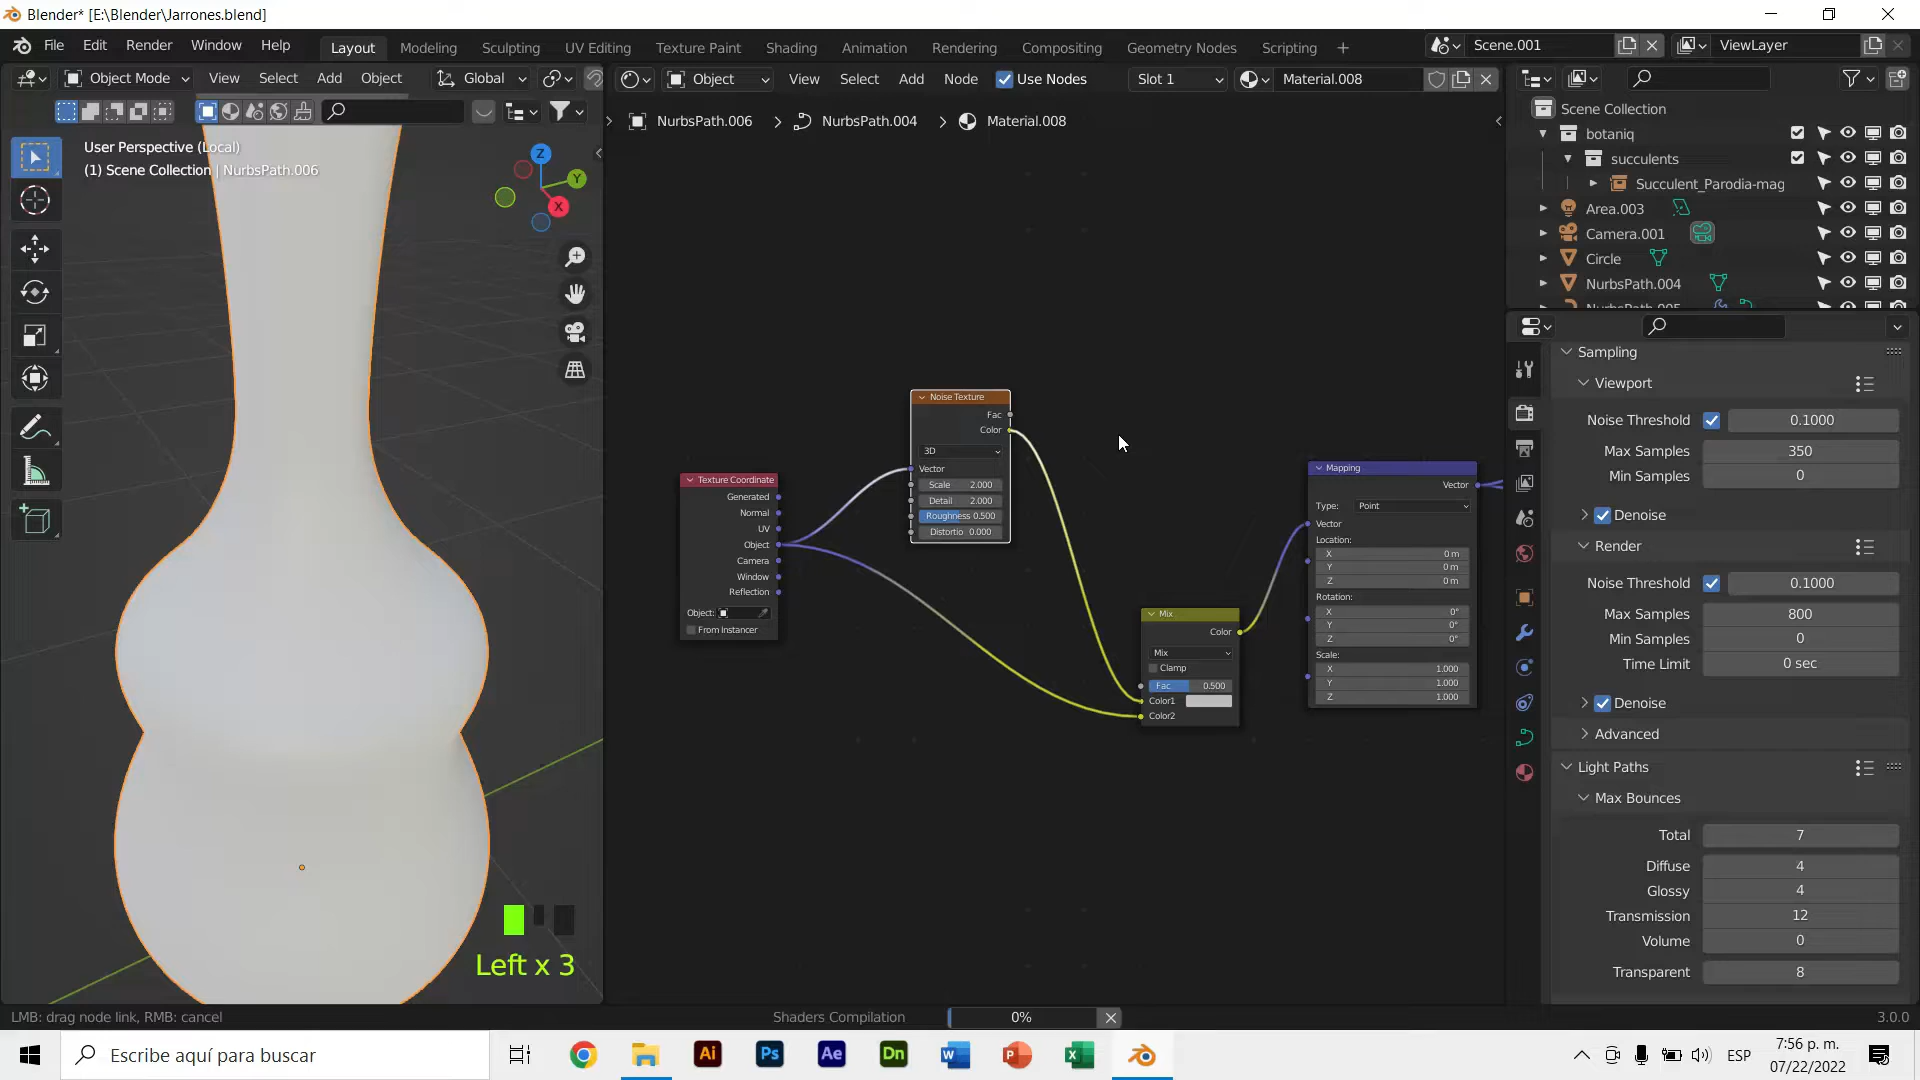 Blender* [E:\Blender\Jarrones.blend]
File Edit Render Window Help Layout Modeling Sculpting UV Editing Texture Paint Shading Animation Rendering Compositing Geometry Nodes Scripting Scene.001 ViewLayer
Object Mode View Select Add Object Global
Object View Select Add Node Use Nodes Slot 1 Material.008
NurbsPath.006 NurbsPath.004 Material.008
User Perspective (Local)
(1) Scene Collection | NurbsPath.006
Z
Y
X
Left x 3
Texture Coordinate
Generated
Normal
UV
Object
Camera
Window
Reflection
Object:
From Instancer
Noise Texture
Fac
Color
3D
Vector
Scale 2.000
Detail 2.000
Roughness 0.500
Distortio 0.000
Mix
Color
Mix
Clamp
Fac 0.500
Color1
Color2
Mapping
Vector
Type: Point
Vector
Location:
X 0 m
Y 0 m
Z 0 m
Rotation:
X 0°
Y 0°
Z 0°
Scale:
X 1.000
Y 1.000
Z 1.000
Scene Collection
botaniq
succulents
Succulent_Parodia-mag
Area.003
Camera.001
Circle
NurbsPath.004
NurbsPath.005
Sampling
Viewport
Noise Threshold 0.1000
Max Samples 350
Min Samples 0
Denoise
Render
Noise Threshold 0.1000
Max Samples 800
Min Samples 0
Time Limit 0 sec
Denoise
Advanced
Light Paths
Max Bounces
Total 7
Diffuse 4
Glossy 4
Transmission 12
Volume 0
Transparent 8
LMB: drag node link, RMB: cancel Shaders Compilation 0% 3.0.0
Escribe aquí para buscar
Ai Ps Ae Dn
ESP
7:56 p. m.
07/22/2022